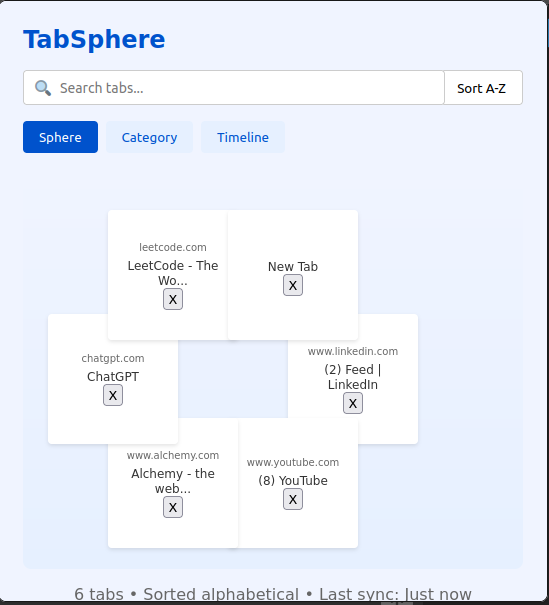 TabSphere
Search tabs...
Sort A-Z
Sphere
Category
Timeline
leetcode.com
LeetCode - The
Wo...
X
New Tab
X
chatgpt.com
ChatGPT
X
www.linkedin.com
(2) Feed |
LinkedIn
X
www.alchemy.com
Alchemy - the
web...
X
www.youtube.com
(8) YouTube
X
6 tabs • Sorted alphabetical • Last sync: Just now